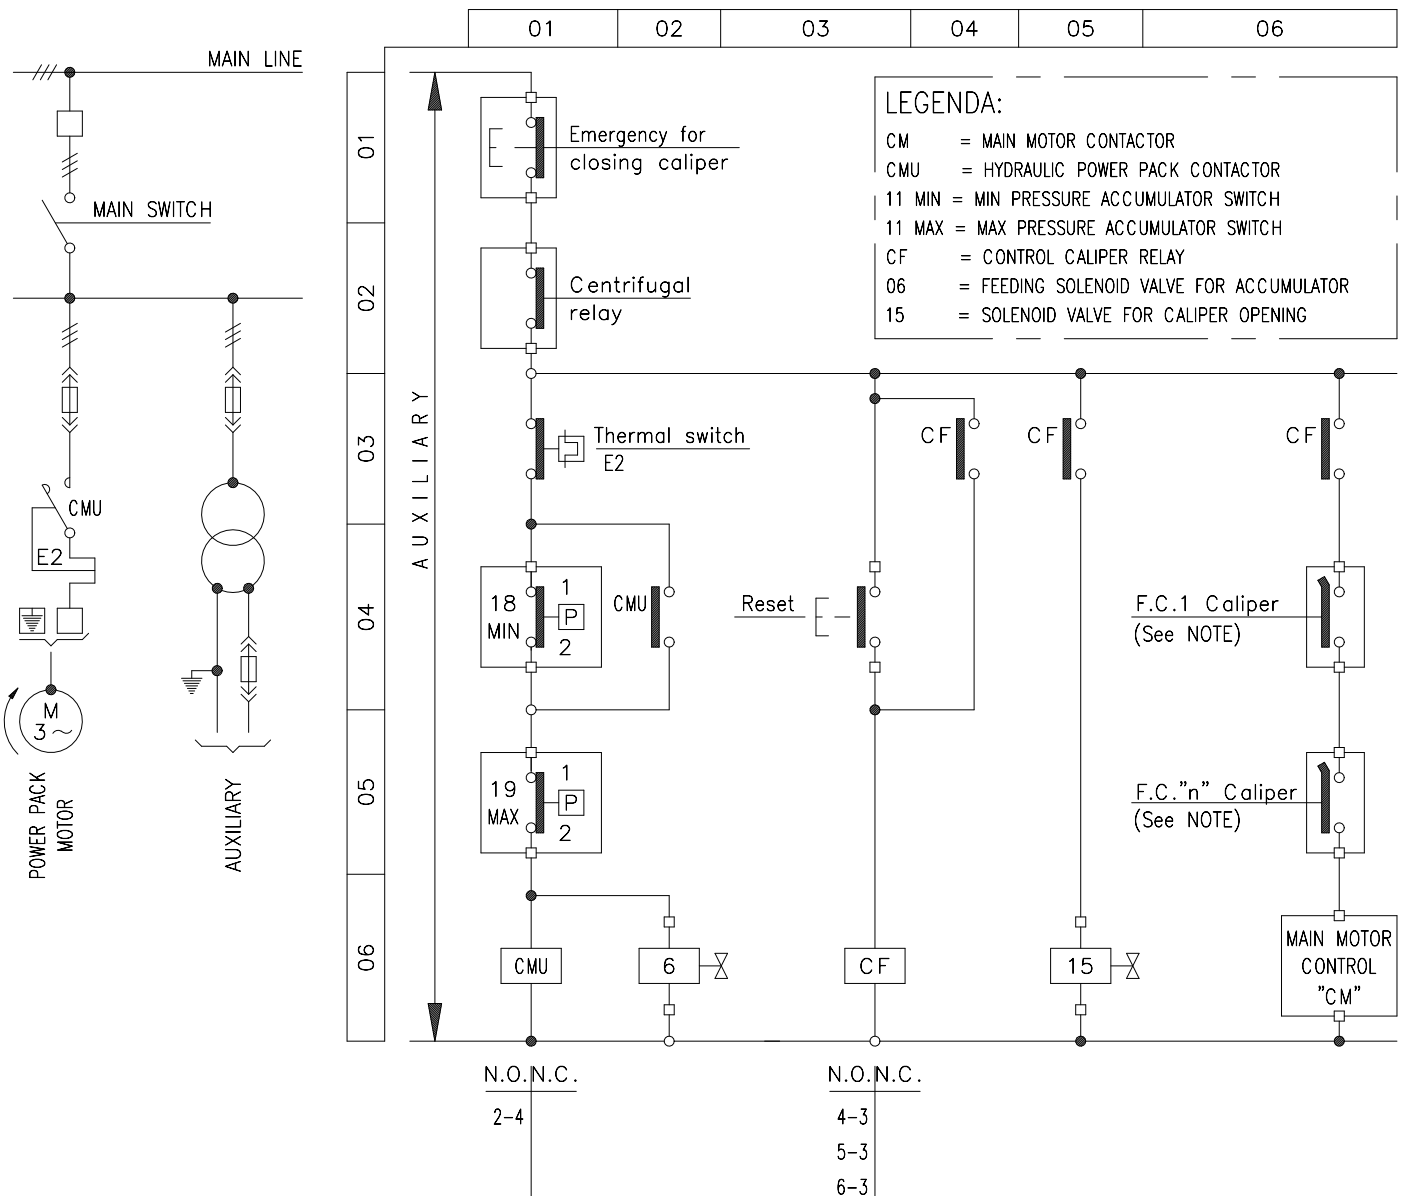 01 02 03 04 05 06
MAIN LINE
MAIN SWITCH
CMU
E2
M
3~
POWER PACK
MOTOR
AUXILIARY
01
02
03
04
05
06
AUXILIARY
Emergency for
closing caliper
Centrifugal
relay
LEGENDA:
CM = MAIN MOTOR CONTACTOR
CMU = HYDRAULIC POWER PACK CONTACTOR
11 MIN = MIN PRESSURE ACCUMULATOR SWITCH
11 MAX = MAX PRESSURE ACCUMULATOR SWITCH
CF = CONTROL CALIPER RELAY
06 = FEEDING SOLENOID VALVE FOR ACCUMULATOR
15 = SOLENOID VALVE FOR CALIPER OPENING
Thermal switch
E2
CF
CF
CF
18
MIN
1
P
2
CMU
Reset
F.C.1 Caliper
(See NOTE)
19
MAX
1
P
2
F.C."n" Caliper
(See NOTE)
CMU
6
CF
15
MAIN MOTOR
CONTROL
"CM"
N.O.N.C.
2-4
N.O.N.C.
4-3
5-3
6-3